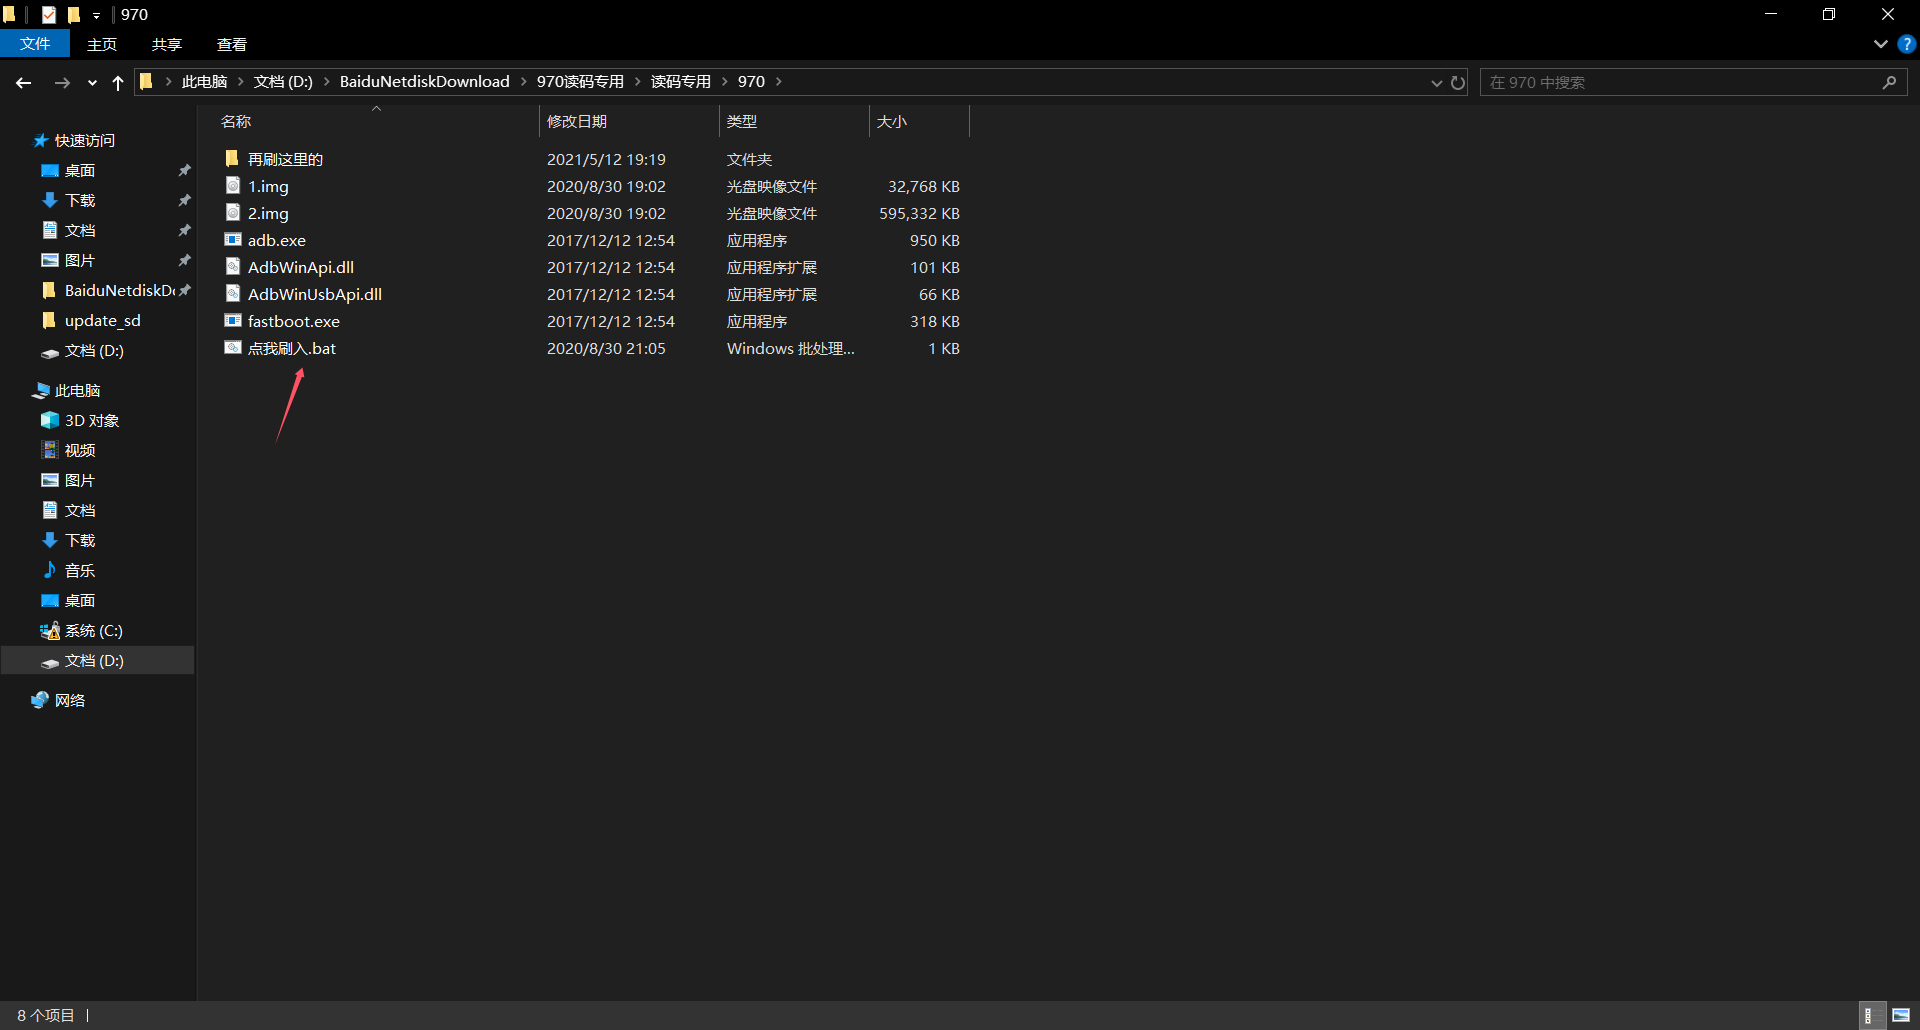 970
文件 主页 共享 查看
此电脑 文档 (D:) BaiduNetdiskDownload 970读码专用 读码专用 970
在 970 中搜索
名称 修改日期 类型 大小
再刷这里的 2021/5/12 19:19 文件夹
1.img 2020/8/30 19:02 光盘映像文件 32,768 KB
2.img 2020/8/30 19:02 光盘映像文件 595,332 KB
adb.exe 2017/12/12 12:54 应用程序 950 KB
AdbWinApi.dll 2017/12/12 12:54 应用程序扩展 101 KB
AdbWinUsbApi.dll 2017/12/12 12:54 应用程序扩展 66 KB
fastboot.exe 2017/12/12 12:54 应用程序 318 KB
点我刷入.bat 2020/8/30 21:05 Windows 批处理... 1 KB
快速访问
桌面
下载
文档
图片
BaiduNetdiskD
update_sd
文档 (D:)
此电脑
3D 对象
视频
图片
文档
下载
音乐
桌面
系统 (C:)
文档 (D:)
网络
8 个项目